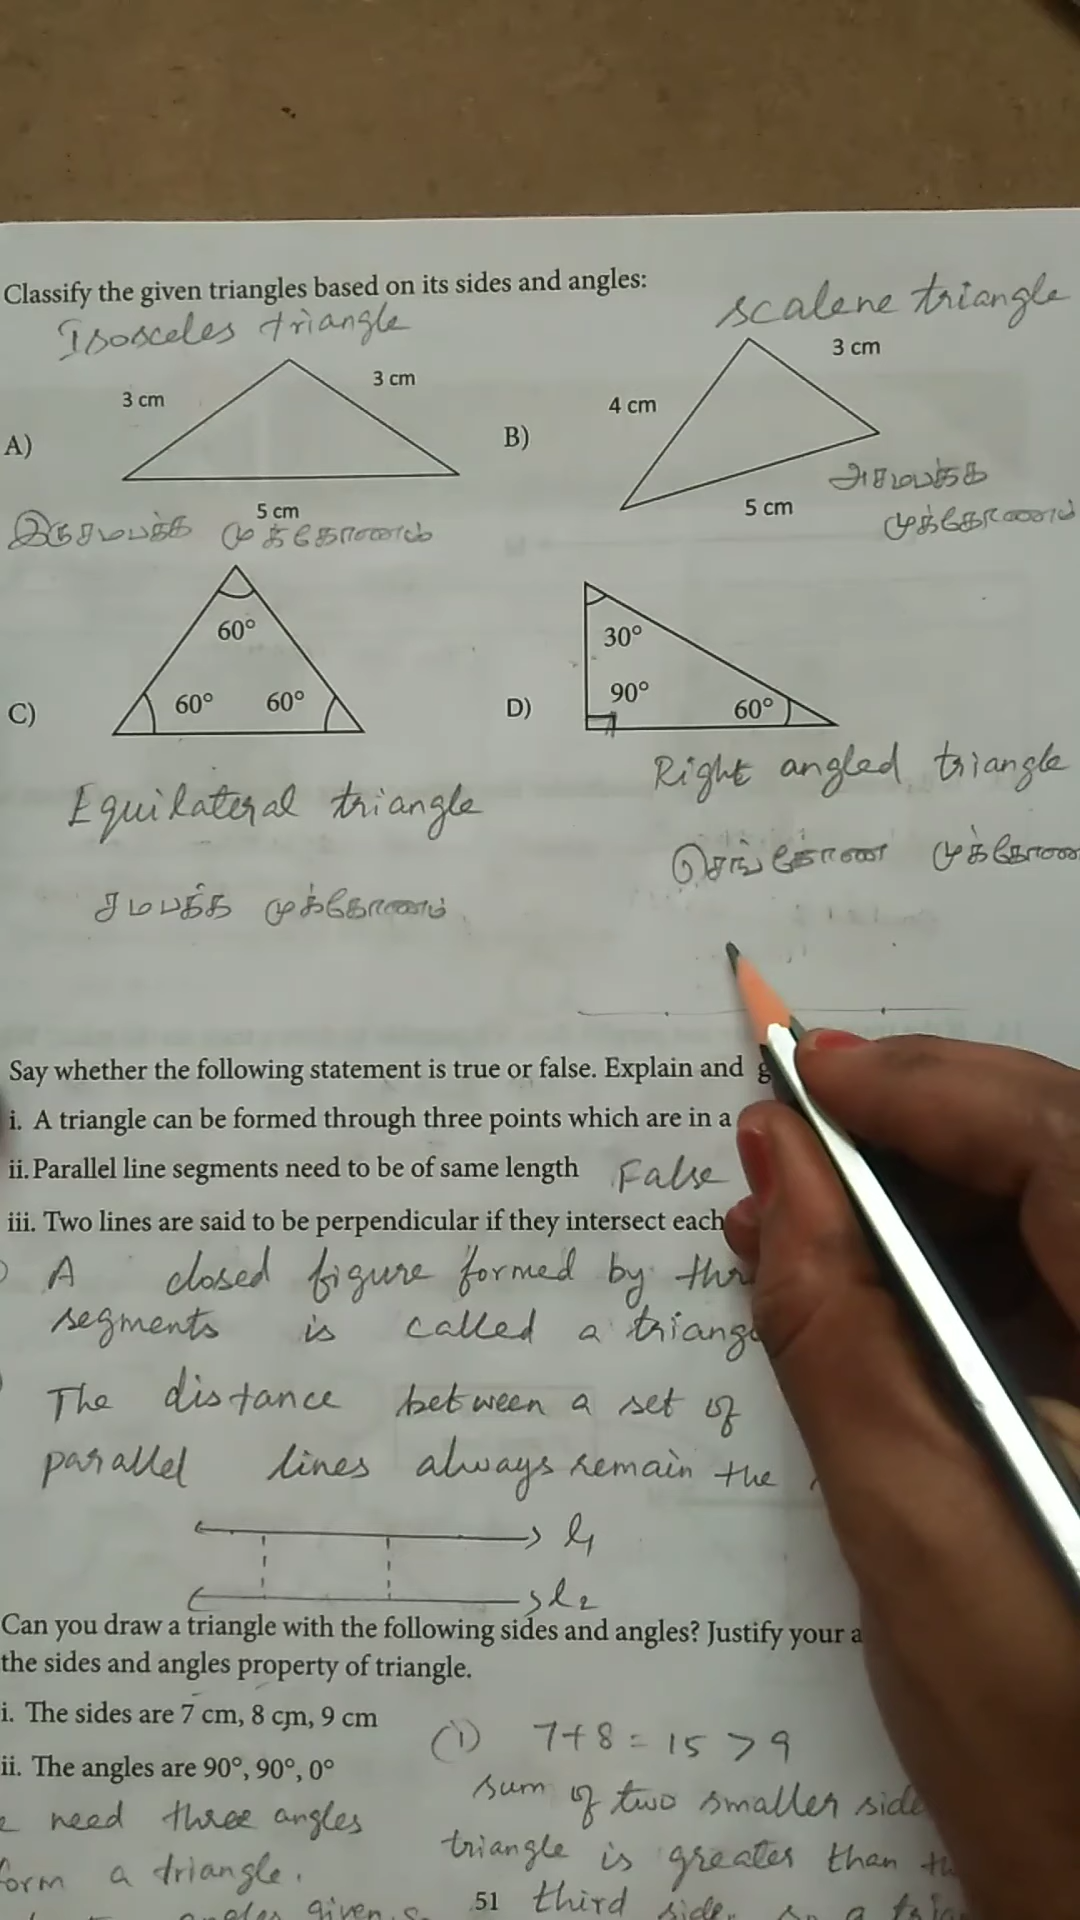 Classify the given triangles based on its sides and angles:
Isosceles triangle
scalene triangle
3 cm
3 cm
A)
5 cm
இருசமபக்க முக்கோணம்
3 cm
4 cm
B)
5 cm
அசமபக்க
முக்கோணம்
C)
60°
60° 60°
Equilateral triangle
சமபக்க முக்கோணம்
D)
30°
90°
60°
Right angled triangle
செங்கோண
Say whether the following statement is true or false. Explain and
i. A triangle can be formed through three points which are in a
ii. Parallel line segments need to be of same length False
iii. Two lines are said to be perpendicular if they intersect each
A closed figure formed by
segments is called a
The distance between a set of
parallel lines always remain the
l1
l2
Can you draw a triangle with the following sides and angles? Justify your
the sides and angles property of triangle.
i. The sides are 7 cm, 8 cm, 9 cm
(i) 7+8 = 15 > 9
ii. The angles are 90°, 90°, 0°
sum of two smaller
need three angles
triangle is greater than
form a triangle.
51
third side.